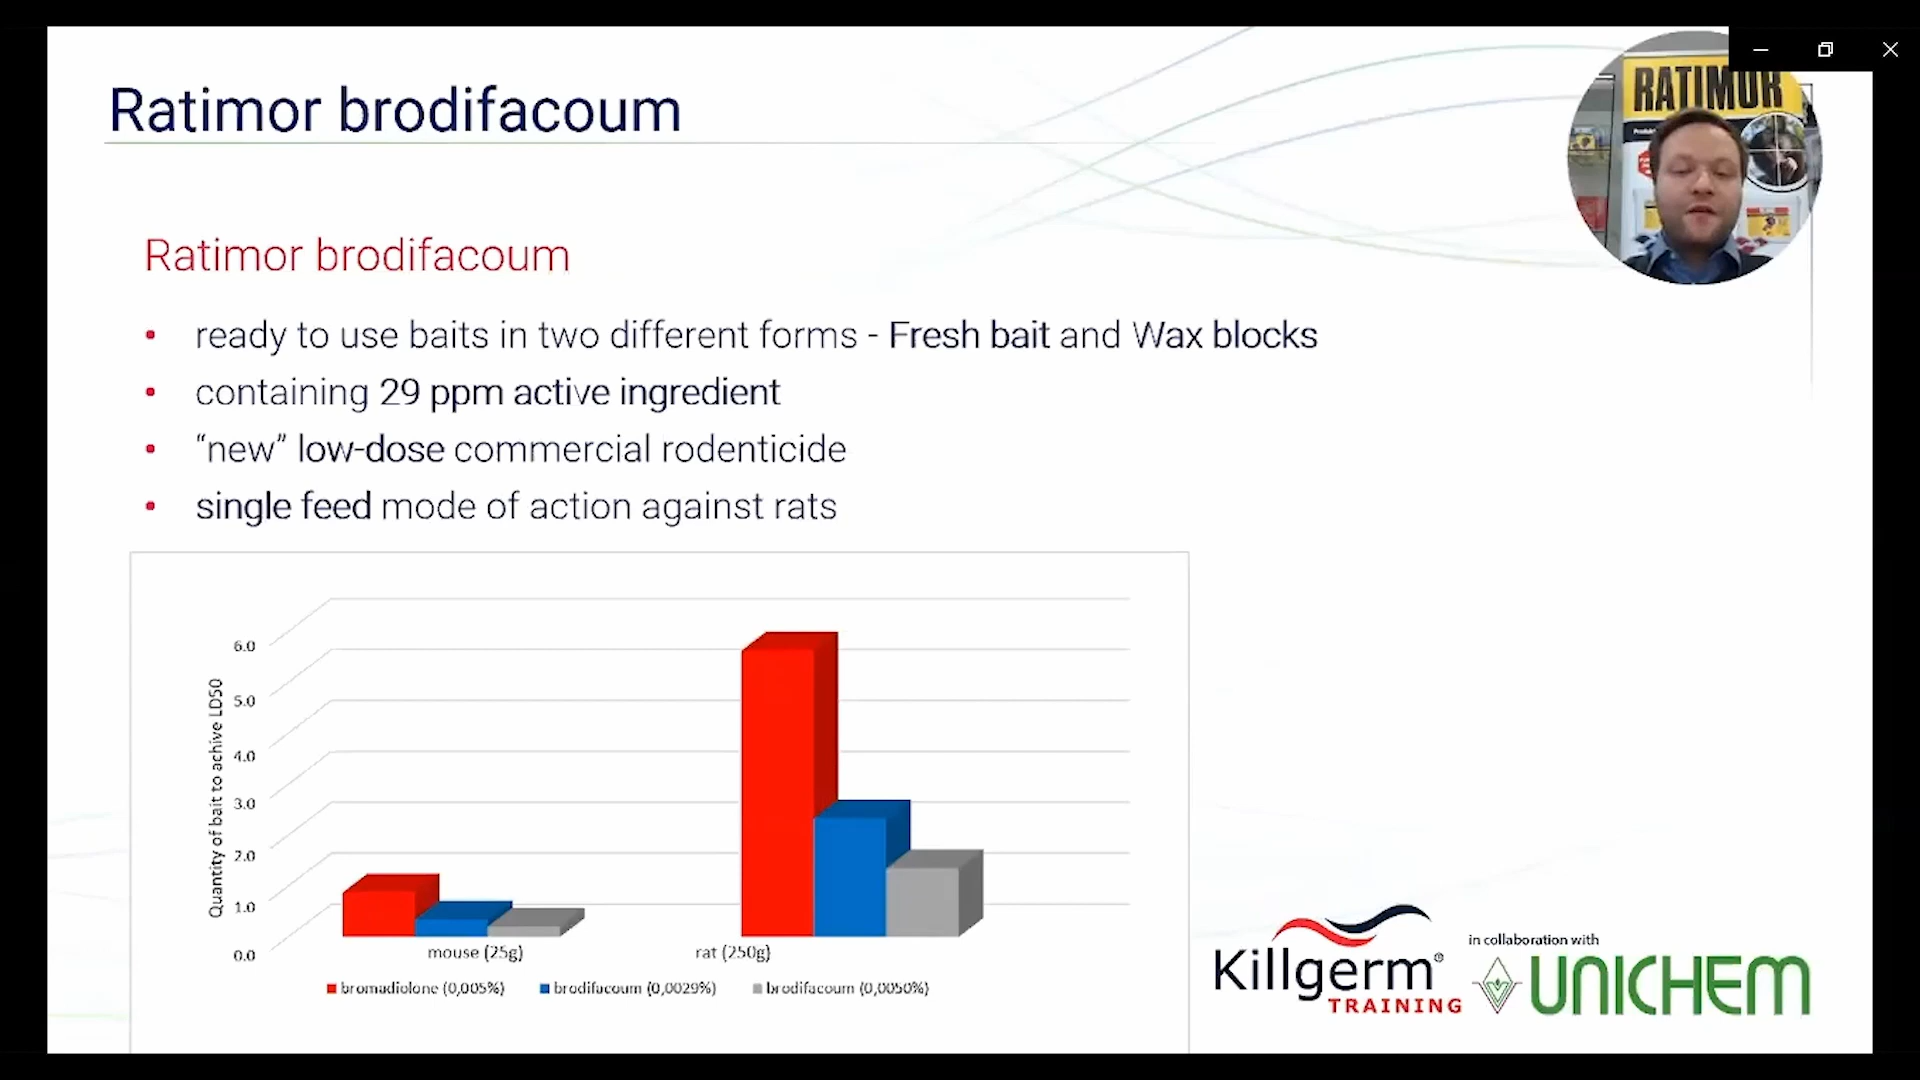 Ratimor brodifacoum
RATIMOR
Ratimor brodifacoum
• ready to use baits in two different forms - Fresh bait and Wax blocks
• containing 29 ppm active ingredient
• “new” low-dose commercial rodenticide
• single feed mode of action against rats
Quantity of bait to achive LD50
6.0
5.0
4.0
3.0
2.0
1.0
0.0
mouse (25g)
rat (250g)
bromadiolone (0,005%)
brodifacoum (0,0029%)
brodifacoum (0,0050%)
Killgerm®
TRAINING
in collaboration with
UNICHEM